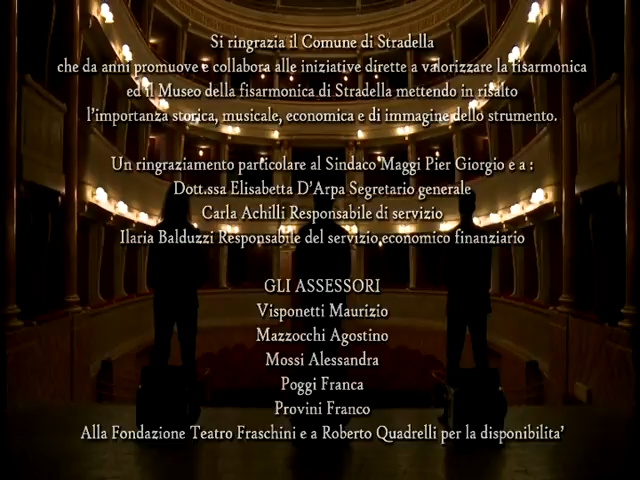 Si ringrazia il Comune di Stradella
che da anni promuove e collabora alle iniziative dirette a valorizzare la fisarmonica
ed il Museo della fisarmonica di Stradella mettendo in risalto
l'importanza storica, musicale, economica e di immagine dello strumento.
Un ringraziamento particolare al Sindaco Maggi Pier Giorgio e a :
Dott.ssa Elisabetta D'Arpa Segretario generale
Carla Achilli Responsabile di servizio
Ilaria Balduzzi Responsabile del servizio economico finanziario
GLI ASSESSORI
Visponetti Maurizio
Mazzocchi Agostino
Mossi Alessandra
Poggi Franca
Provini Franco
Alla Fondazione Teatro Fraschini e a Roberto Quadrelli per la disponibilita'